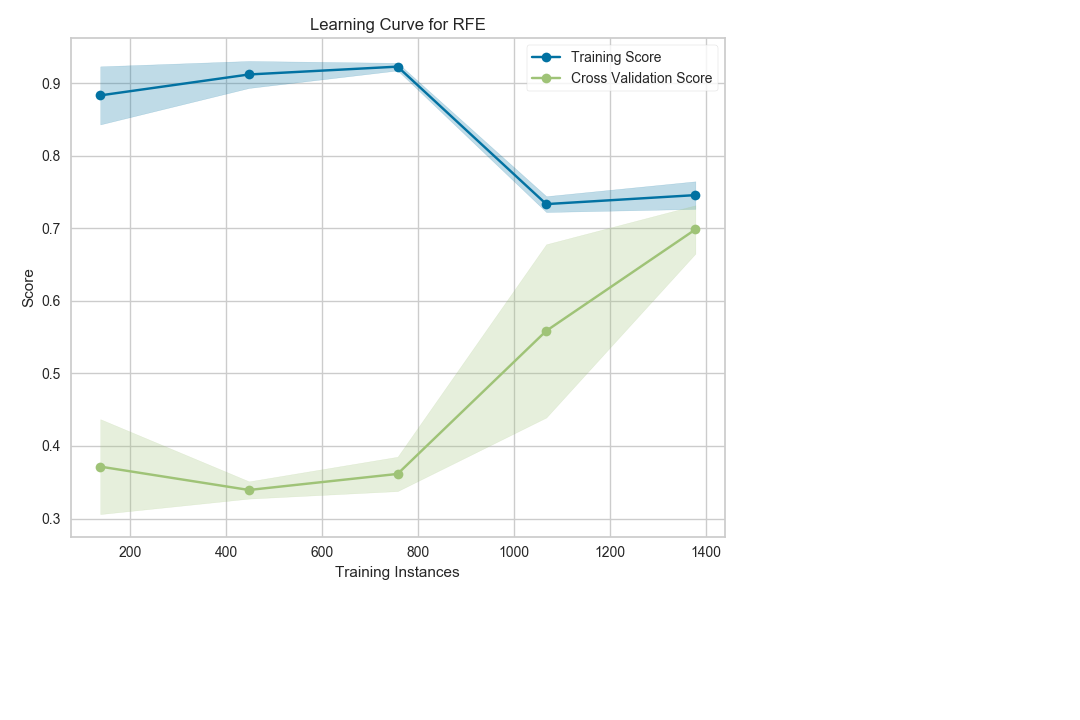 Learning Curve for RFE
Training Score
Cross Validation Score
Score
0.9
0.8
0.7
0.6
0.5
0.4
0.3
200 400 600 800 1000 1200 1400
Training Instances